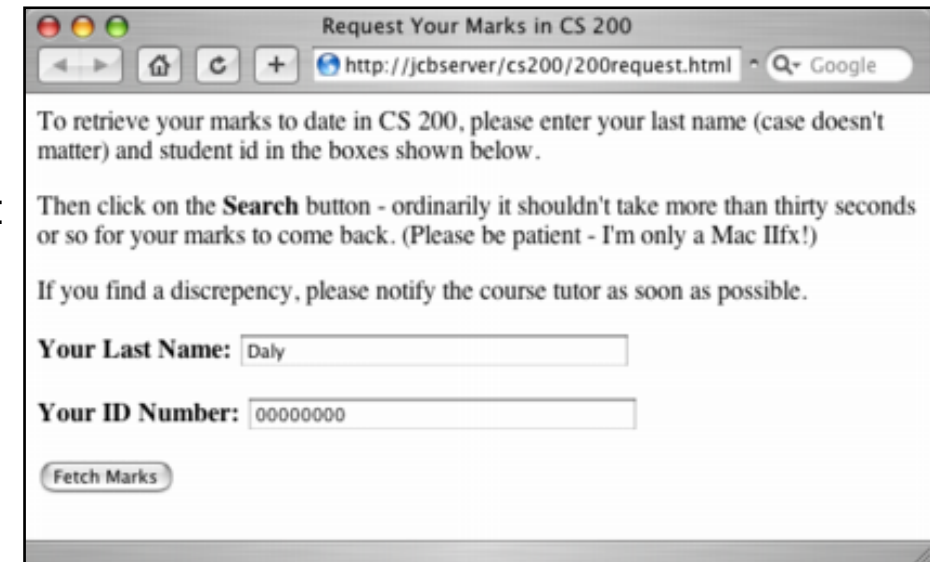 Request Your Marks in CS 200
http://jcbserver/cs200/200request.html
Google
To retrieve your marks to date in CS 200, please enter your last name (case doesn't
matter) and student id in the boxes shown below.
Then click on the Search button - ordinarily it shouldn't take more than thirty seconds
or so for your marks to come back. (Please be patient - I'm only a Mac IIfx!)
If you find a discrepency, please notify the course tutor as soon as possible.
Your Last Name: Daly
Your ID Number: 00000000
Fetch Marks